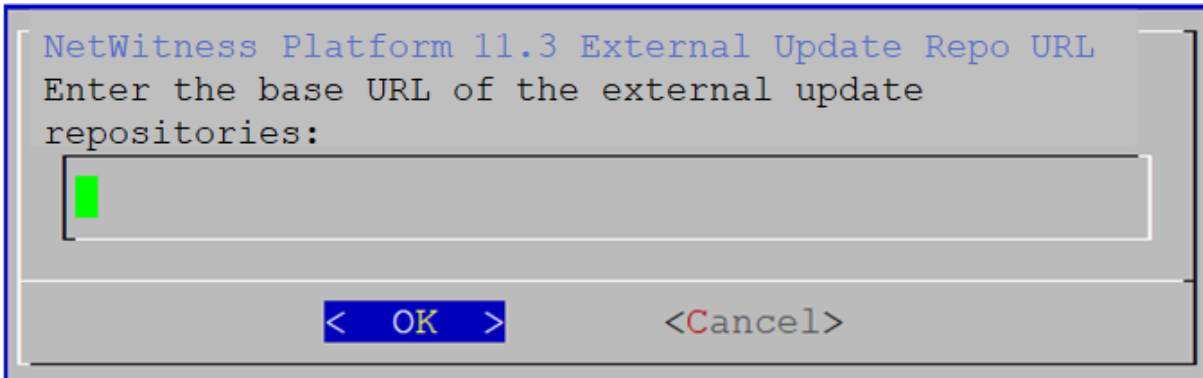 NetWitness Platform 11.3 External Update Repo URL
Enter the base URL of the external update
repositories:
< OK > <Cancel>